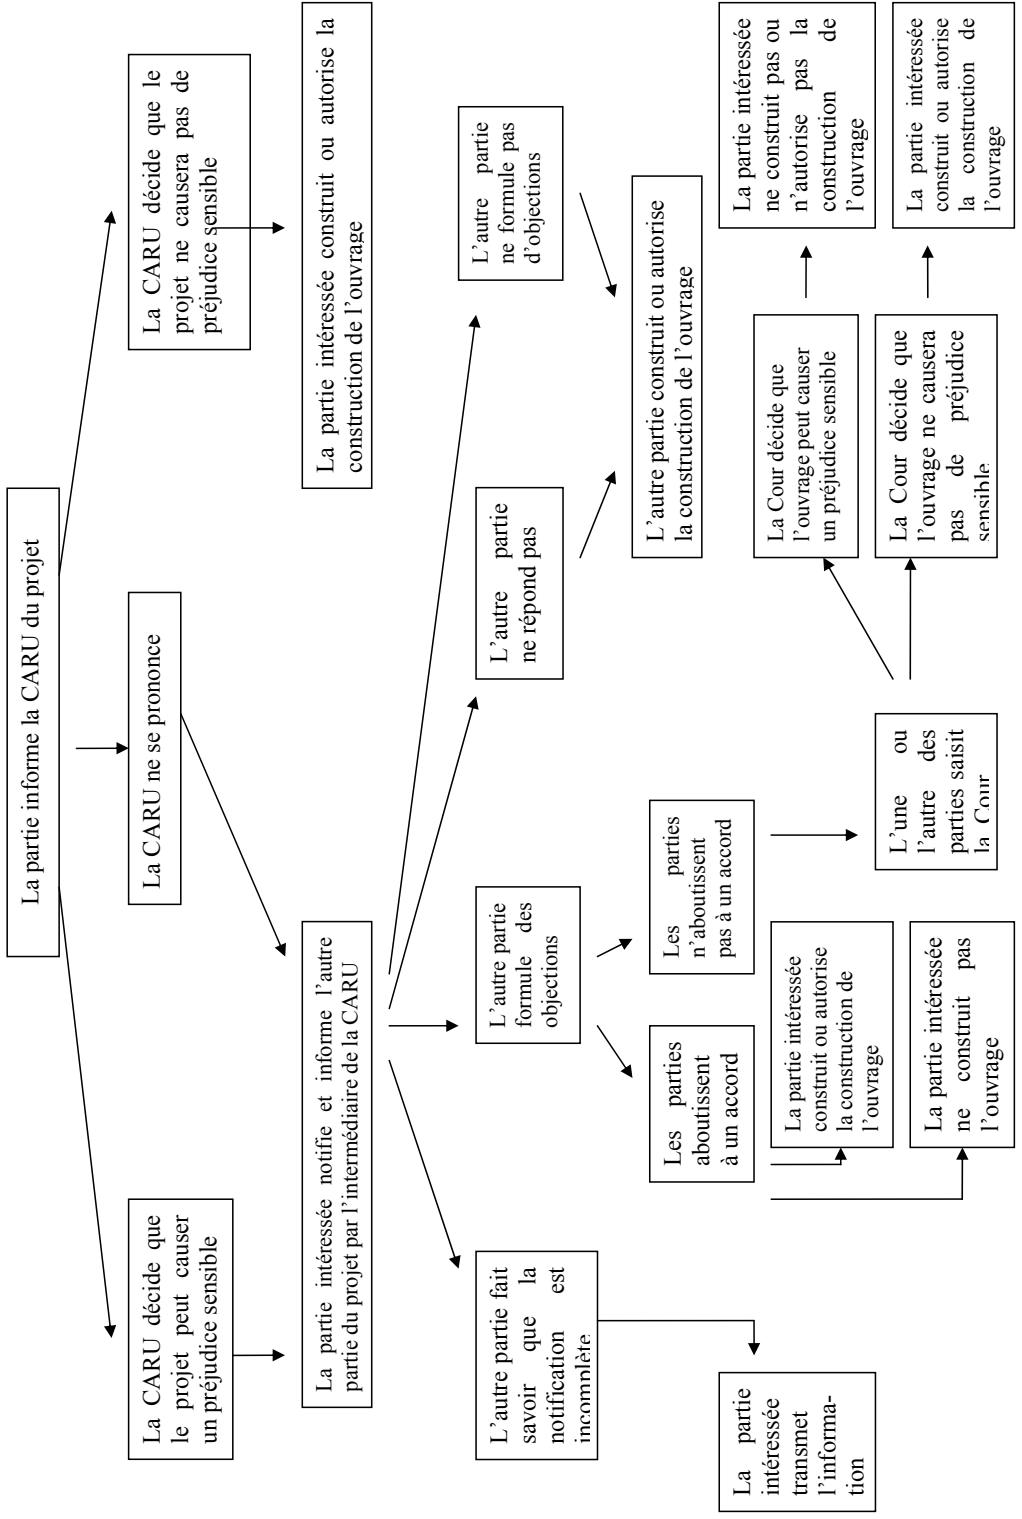 La partie informe la CARU du projet
La CARU décide que
le projet peut causer
un préjudice sensible
La CARU ne se prononce
La CARU décide que le
projet ne causera pas de
préjudice sensible
La partie intéressée notifie et informe l’autre
partie du projet par l’intermédiaire de la CARU
La partie intéressée construit ou autorise la
construction de l’ouvrage
L’autre partie fait
savoir que la
notification est
incomplète
L’autre partie
formule des
objections
L’autre partie
ne répond pas
L’autre partie
ne formule pas
d’objections
L’autre partie construit ou autorise
la construction de l’ouvrage
Les parties
aboutissent
à un accord
Les parties
n’aboutissent
pas à un accord
La partie
intéressée
transmet
l’informa-
tion
La partie intéressée
construit ou autorise
la construction de
l’ouvrage
La partie intéressée
ne construit pas
l’ouvrage
L’une ou
l’autre des
parties saisit
la Cour
La Cour décide que
l’ouvrage peut causer
un préjudice sensible
La Cour décide que
l’ouvrage ne causera
pas de préjudice
sensible
La partie intéressée
ne construit pas ou
n’autorise pas la
construction de
l’ouvrage
La partie intéressée
construit ou autorise
la construction de
l’ouvrage